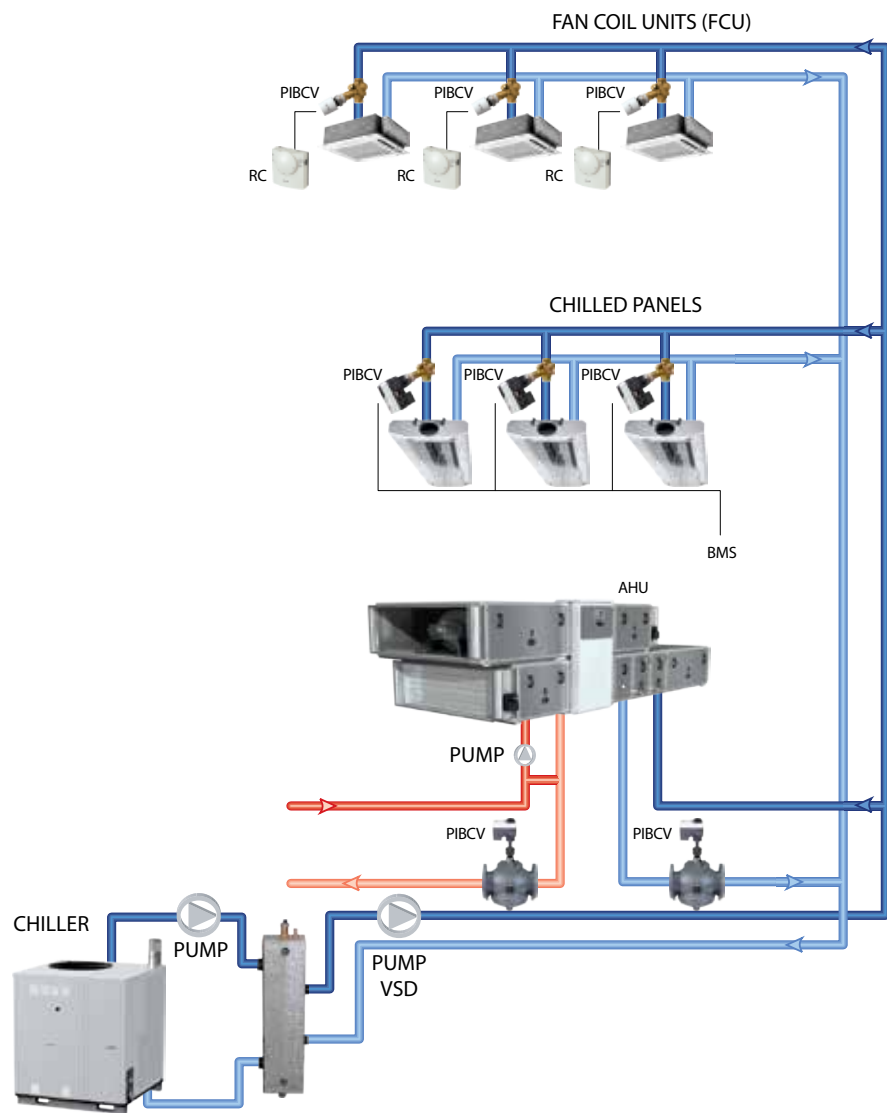 FAN COIL UNITS (FCU)
PIBCV
PIBCV
PIBCV
RC
RC
RC
CHILLED PANELS
PIBCV
PIBCV
PIBCV
BMS
AHU
PUMP
PIBCV
PIBCV
CHILLER
PUMP
PUMP
VSD